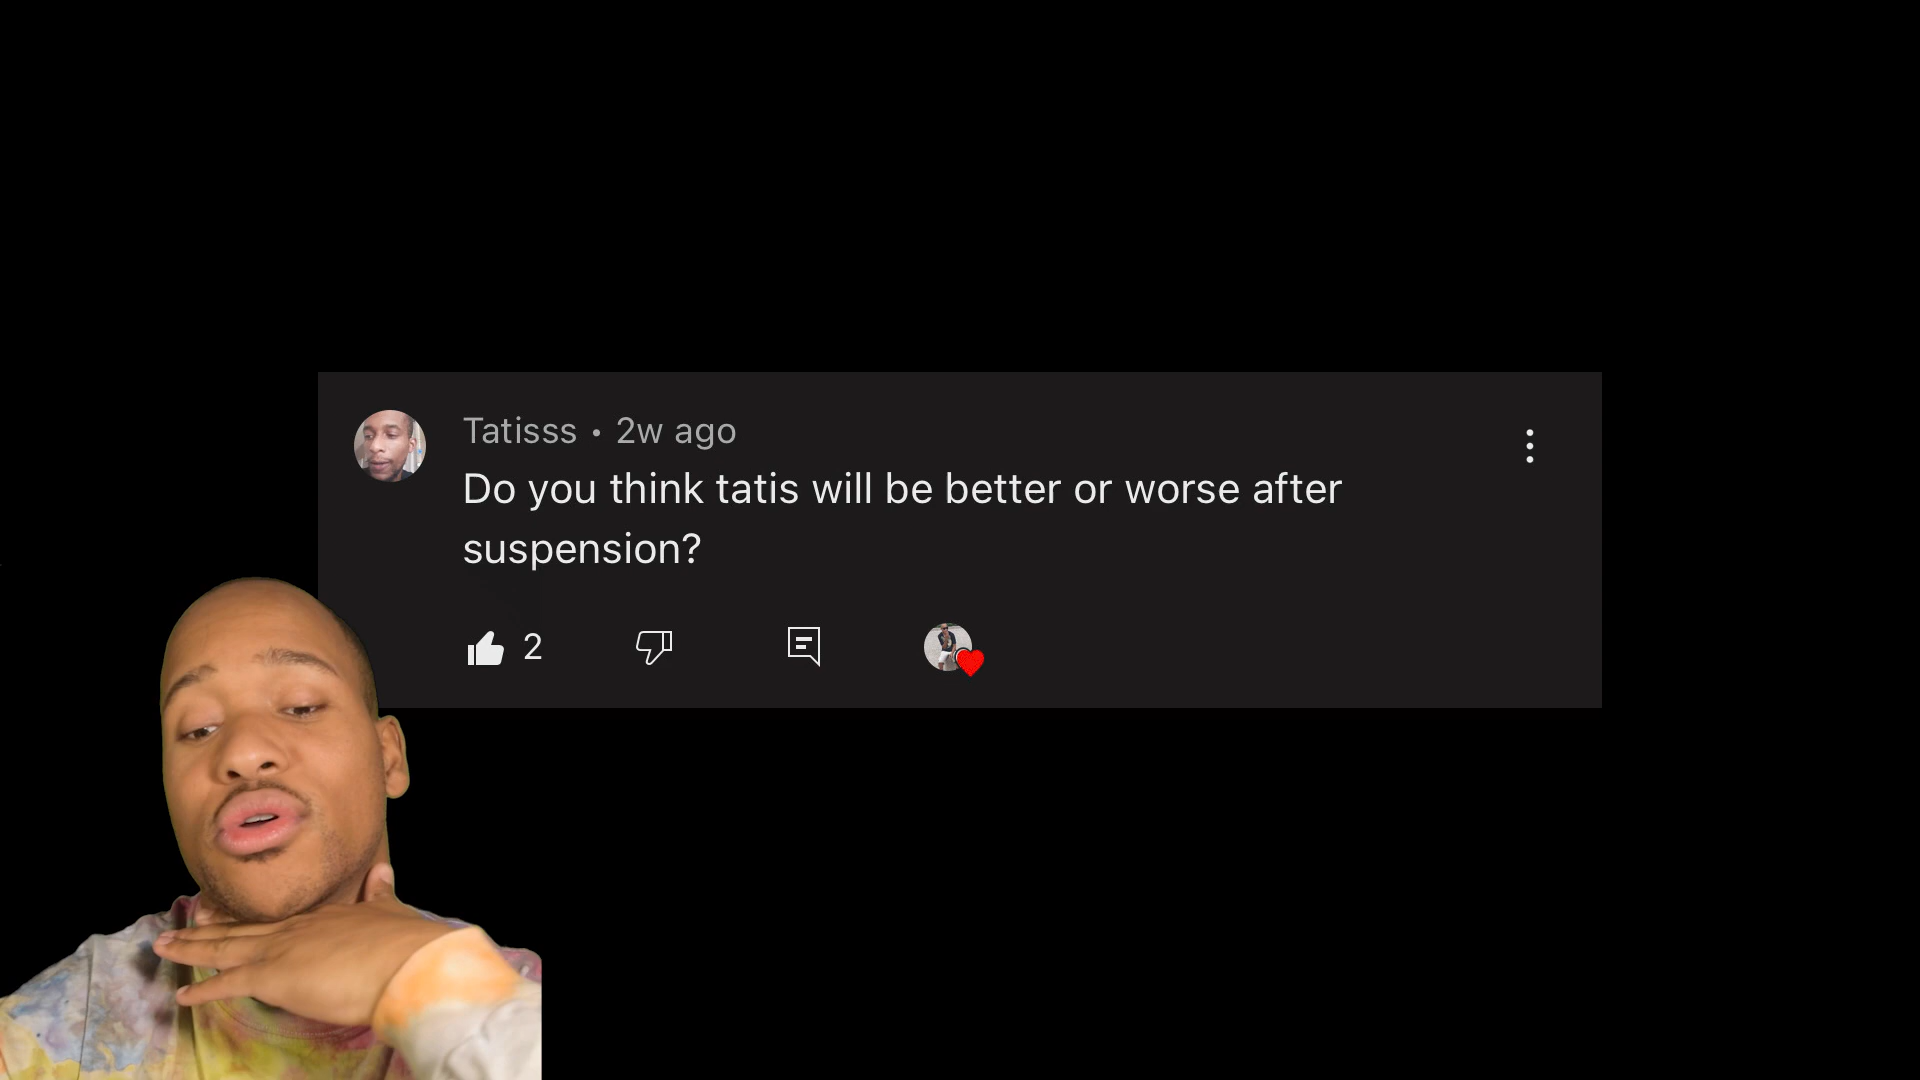 Tatisss • 2w ago
Do you think tatis will be better or worse after
suspension?
2